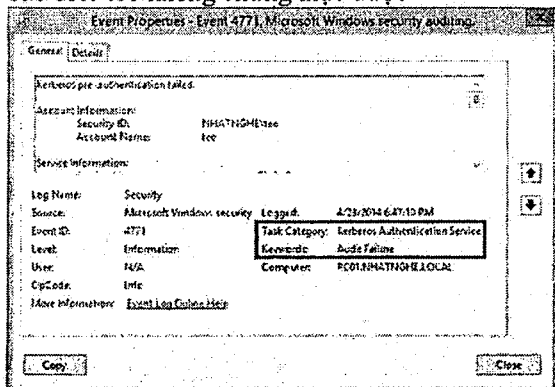 Event Properties - Event 4771, Microsoft Windows security auditing.
General Details
Kerberos pre-authentication failed.
Account Information:
Security ID: NHATNGHE\teo
Account Name: teo
Service Information:
Log Name: Security
Source: Microsoft Windows security Logged: 4/23/2014 6:47:10 PM
Event ID: 4771 Task Category: Kerberos Authentication Service
Level: Information Keywords: Audit Failure
User: N/A Computer: PC01.NHATNGHE.LOCAL
OpCode: Info
More Information: Event Log Online Help
Copy Close